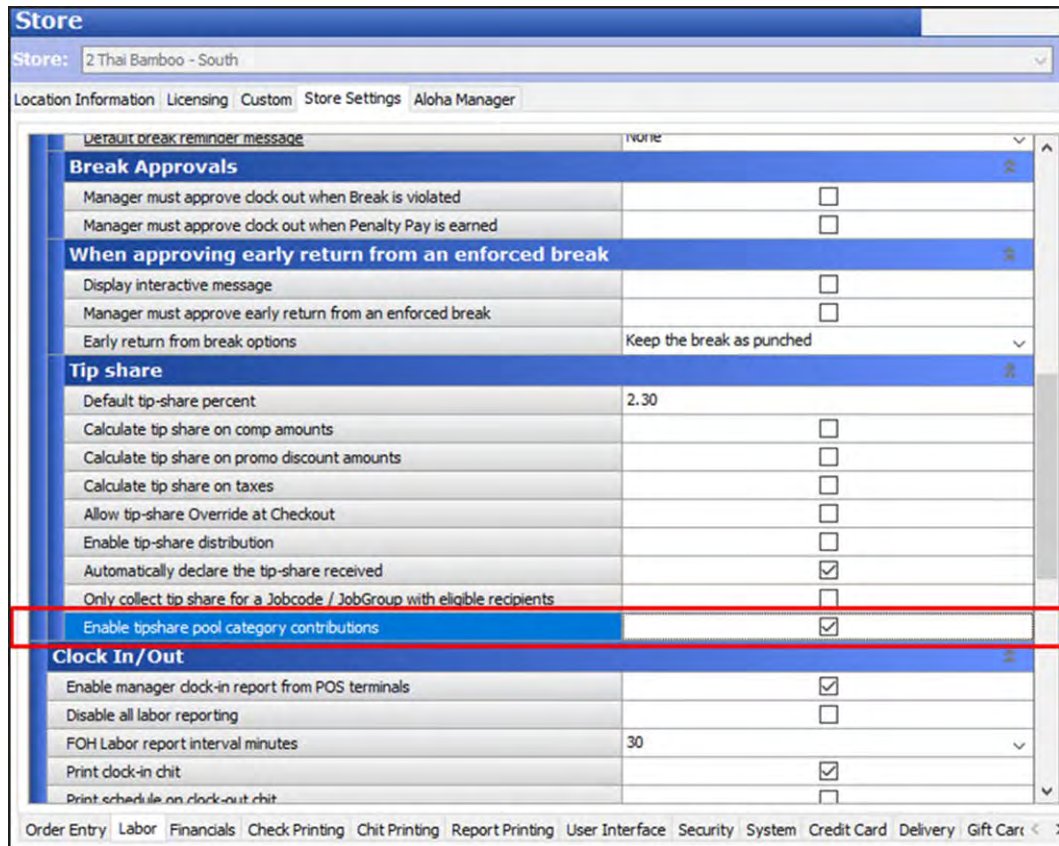 Store
Store: 2 Thai Bamboo - South
Location Information Licensing Custom Store Settings Aloha Manager
Default break reminder message None
Break Approvals
Manager must approve clock out when Break is violated
Manager must approve clock out when Penalty Pay is earned
When approving early return from an enforced break
Display interactive message
Manager must approve early return from an enforced break
Early return from break options Keep the break as punched
Tip share
Default tip-share percent 2.30
Calculate tip share on comp amounts
Calculate tip share on promo discount amounts
Calculate tip share on taxes
Allow tip-share Override at Checkout
Enable tip-share distribution
Automatically declare the tip-share received
Only collect tip share for a Jobcode / JobGroup with eligible recipients
Enable tipshare pool category contributions
Clock In/Out
Enable manager clock-in report from POS terminals
Disable all labor reporting
FOH Labor report interval minutes 30
Print clock-in chit
Print schedule on clock-out chit
Order Entry Labor Financials Check Printing Chit Printing Report Printing User Interface Security System Credit Card Delivery Gift Card